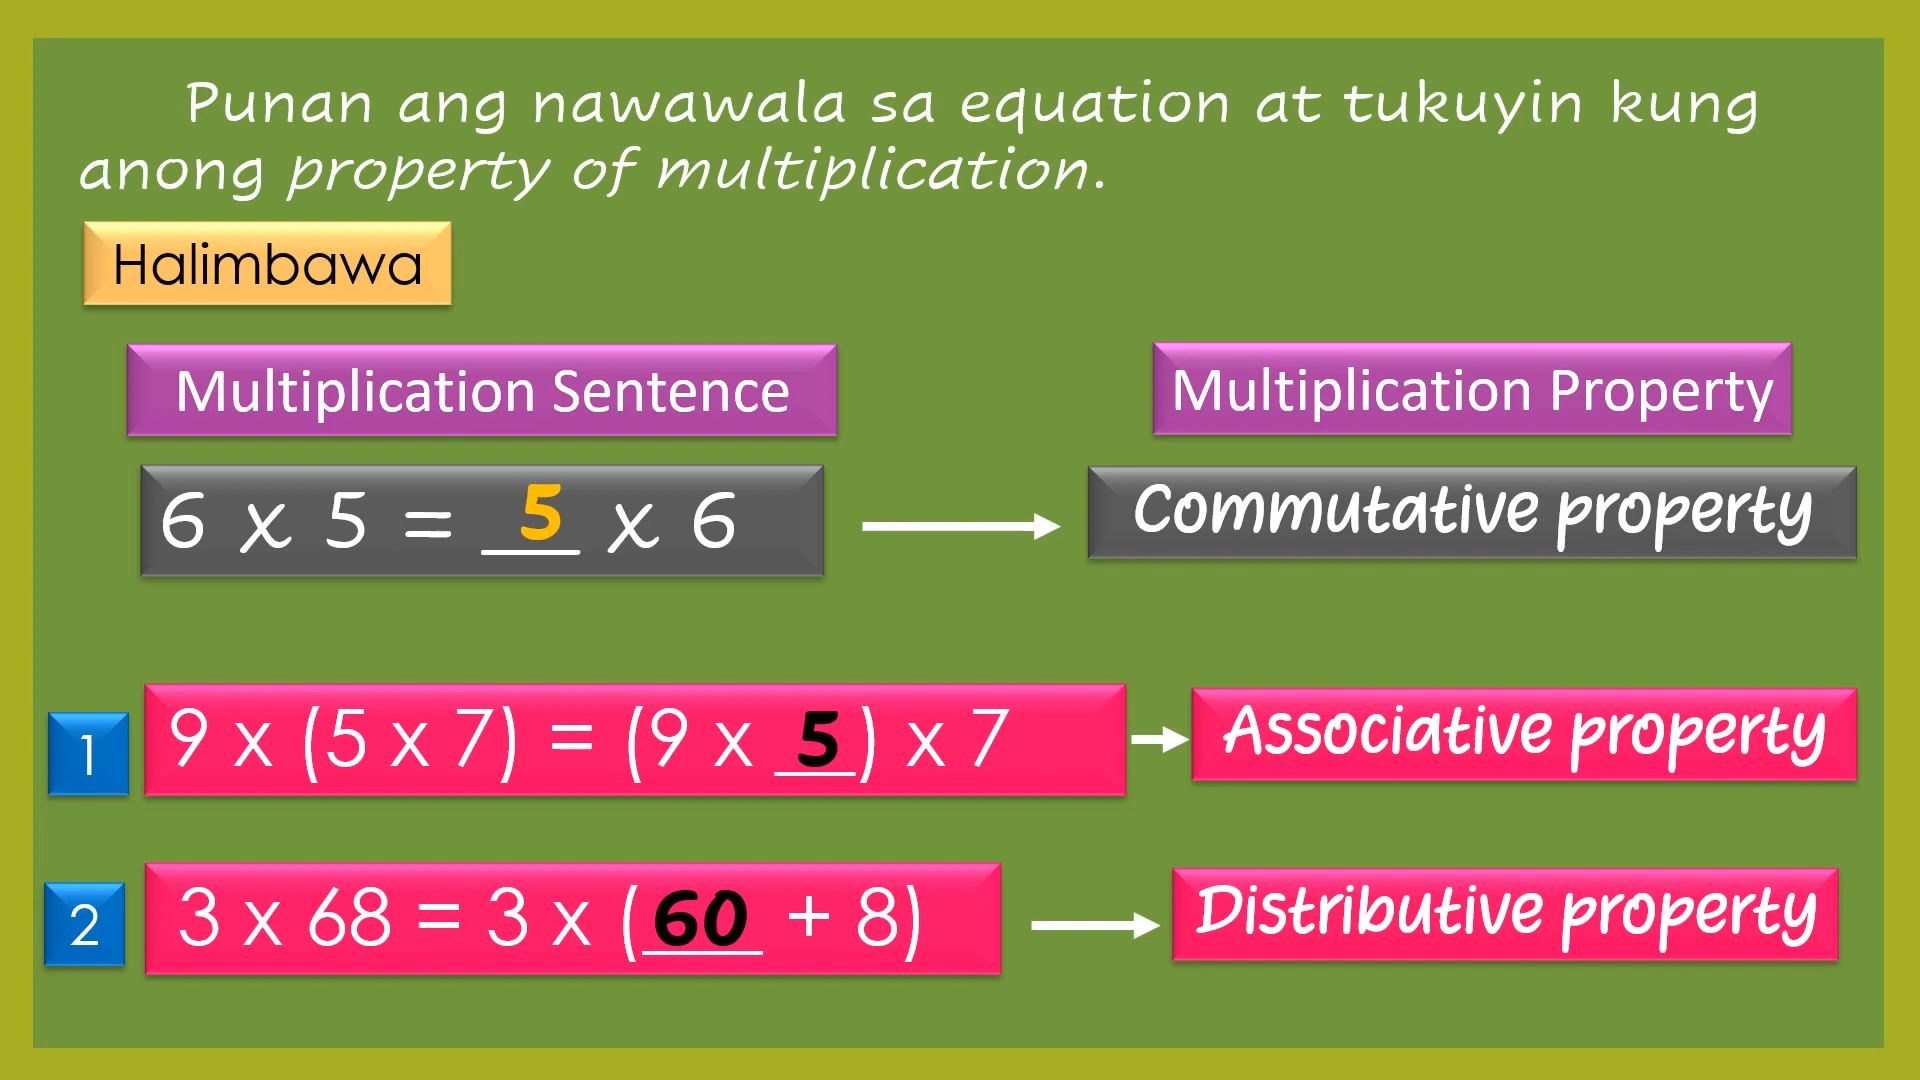 Punan ang nawawala sa equation at tukuyin kung
anong property of multiplication.
Halimbawa
Multiplication Sentence
Multiplication Property
6 x 5 = 5 x 6
Commutative property
1
9 x (5 x 7) = (9 x 5) x 7
Associative property
2
3 x 68 = 3 x (60 + 8)
Distributive property